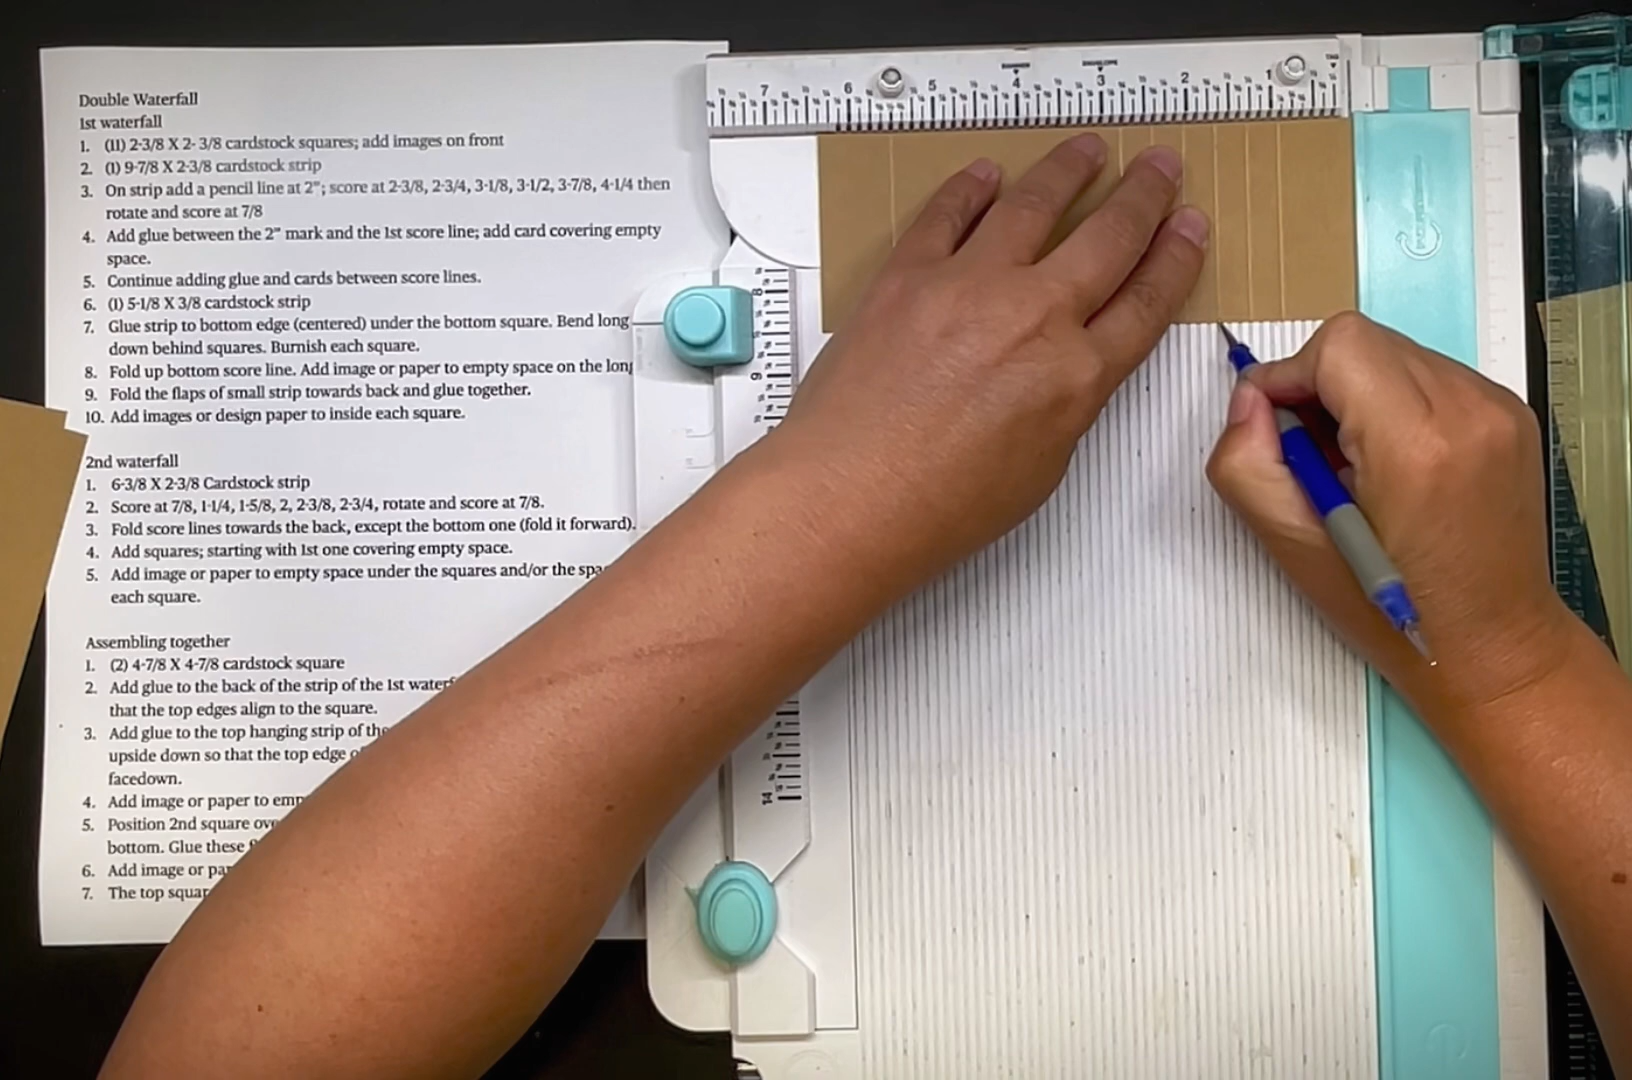 Double Waterfall
1st waterfall
1. (11) 2-3/8 X 2- 3/8 cardstock squares; add images on front
2. (1) 9-7/8 X 2-3/8 cardstock strip
3. On strip add a pencil line at 2"; score at 2-3/8, 2-3/4, 3-1/8, 3-1/2, 3-7/8, 4-1/4 then
rotate and score at 7/8
4. Add glue between the 2" mark and the 1st score line; add card covering empty
space.
5. Continue adding glue and cards between score lines.
6. (1) 5-1/8 X 3/8 cardstock strip
7. Glue strip to bottom edge (centered) under the bottom square. Bend long
down behind squares. Burnish each square.
8. Fold up bottom score line. Add image or paper to empty space on the
9. Fold the flaps of small strip towards back and glue together.
10. Add images or design paper to inside each square.
2nd waterfall
1. 6-3/8 X 2-3/8 Cardstock strip
2. Score at 7/8, 1-1/4, 1-5/8, 2, 2-3/8, 2-3/4, rotate and score at 7/8.
3. Fold score lines towards the back, except the bottom one (fold it forward).
4. Add squares; starting with 1st one covering empty space.
5. Add image or paper to empty space under the squares and/or the
each square.
Assembling together
1. (2) 4-7/8 X 4-7/8 cardstock square
2. Add glue to the back of the strip of the 1st
that the top edges align to the square.
3. Add glue to the top hanging strip of the
upside down so that the top edge
facedown.
4. Add image or paper to
5. Position 2nd square
bottom. Glue these
6. Add image or
7. The top
7 6 5 4 3 2 1
8
9
14